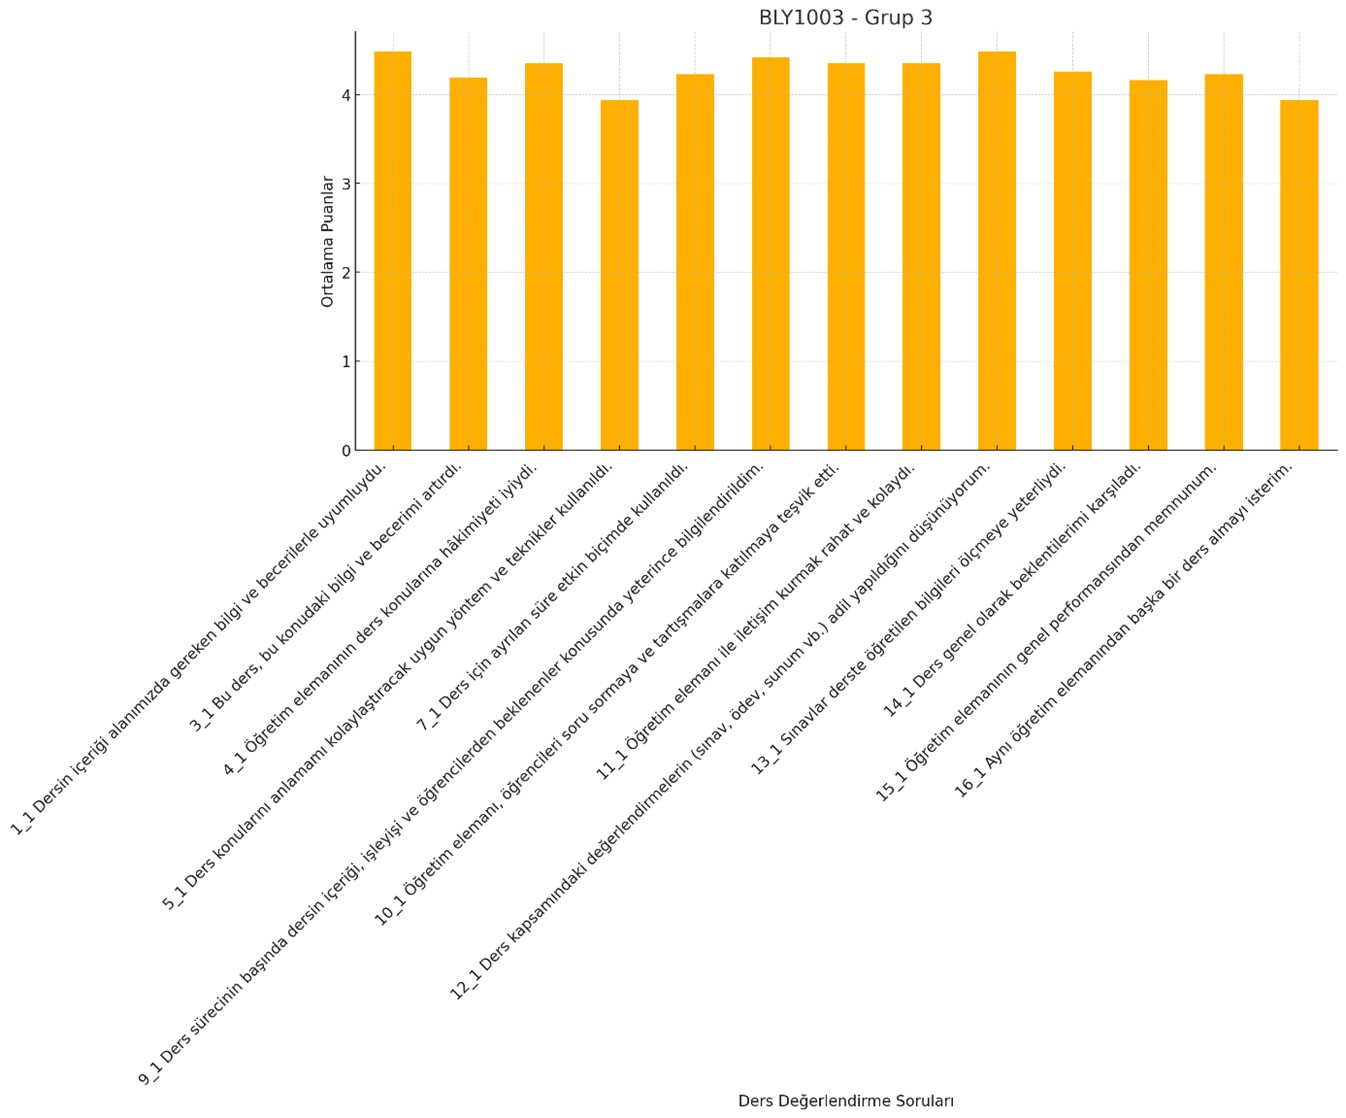 BLY1003 - Grup 3
Ortalama Puanlar
4
3
2
1
0
1_1 Dersin içeriği alanımızda gereken bilgi ve becerilerle uyumluydu.
3_1 Bu ders, bu konudaki bilgi ve becerimi artırdı.
4_1 Öğretim elemanının ders konularına hâkimiyeti iyiydi.
5_1 Ders konularını anlamamı kolaylaştıracak uygun yöntem ve teknikler kullanıldı.
7_1 Ders için ayrılan süre etkin biçimde kullanıldı.
9_1 Ders sürecinin başında dersin içeriği, işleyişi ve öğrencilerden beklenenler konusunda yeterince bilgilendirildim.
10_1 Öğretim elemanı, öğrencileri soru sormaya ve tartışmalara katılmaya teşvik etti.
11_1 Öğretim elemanı ile iletişim kurmak rahat ve kolaydı.
12_1 Ders kapsamındaki değerlendirmelerin (sınav, ödev, sunum vb.) adil yapıldığını düşünüyorum.
13_1 Sınavlar derste öğretilen bilgileri ölçmeye yeterliydi.
14_1 Ders genel olarak beklentilerimi karşıladı.
15_1 Öğretim elemanının genel performansından memnunum.
16_1 Aynı öğretim elemanından başka bir ders almayı isterim.
Ders Değerlendirme Soruları